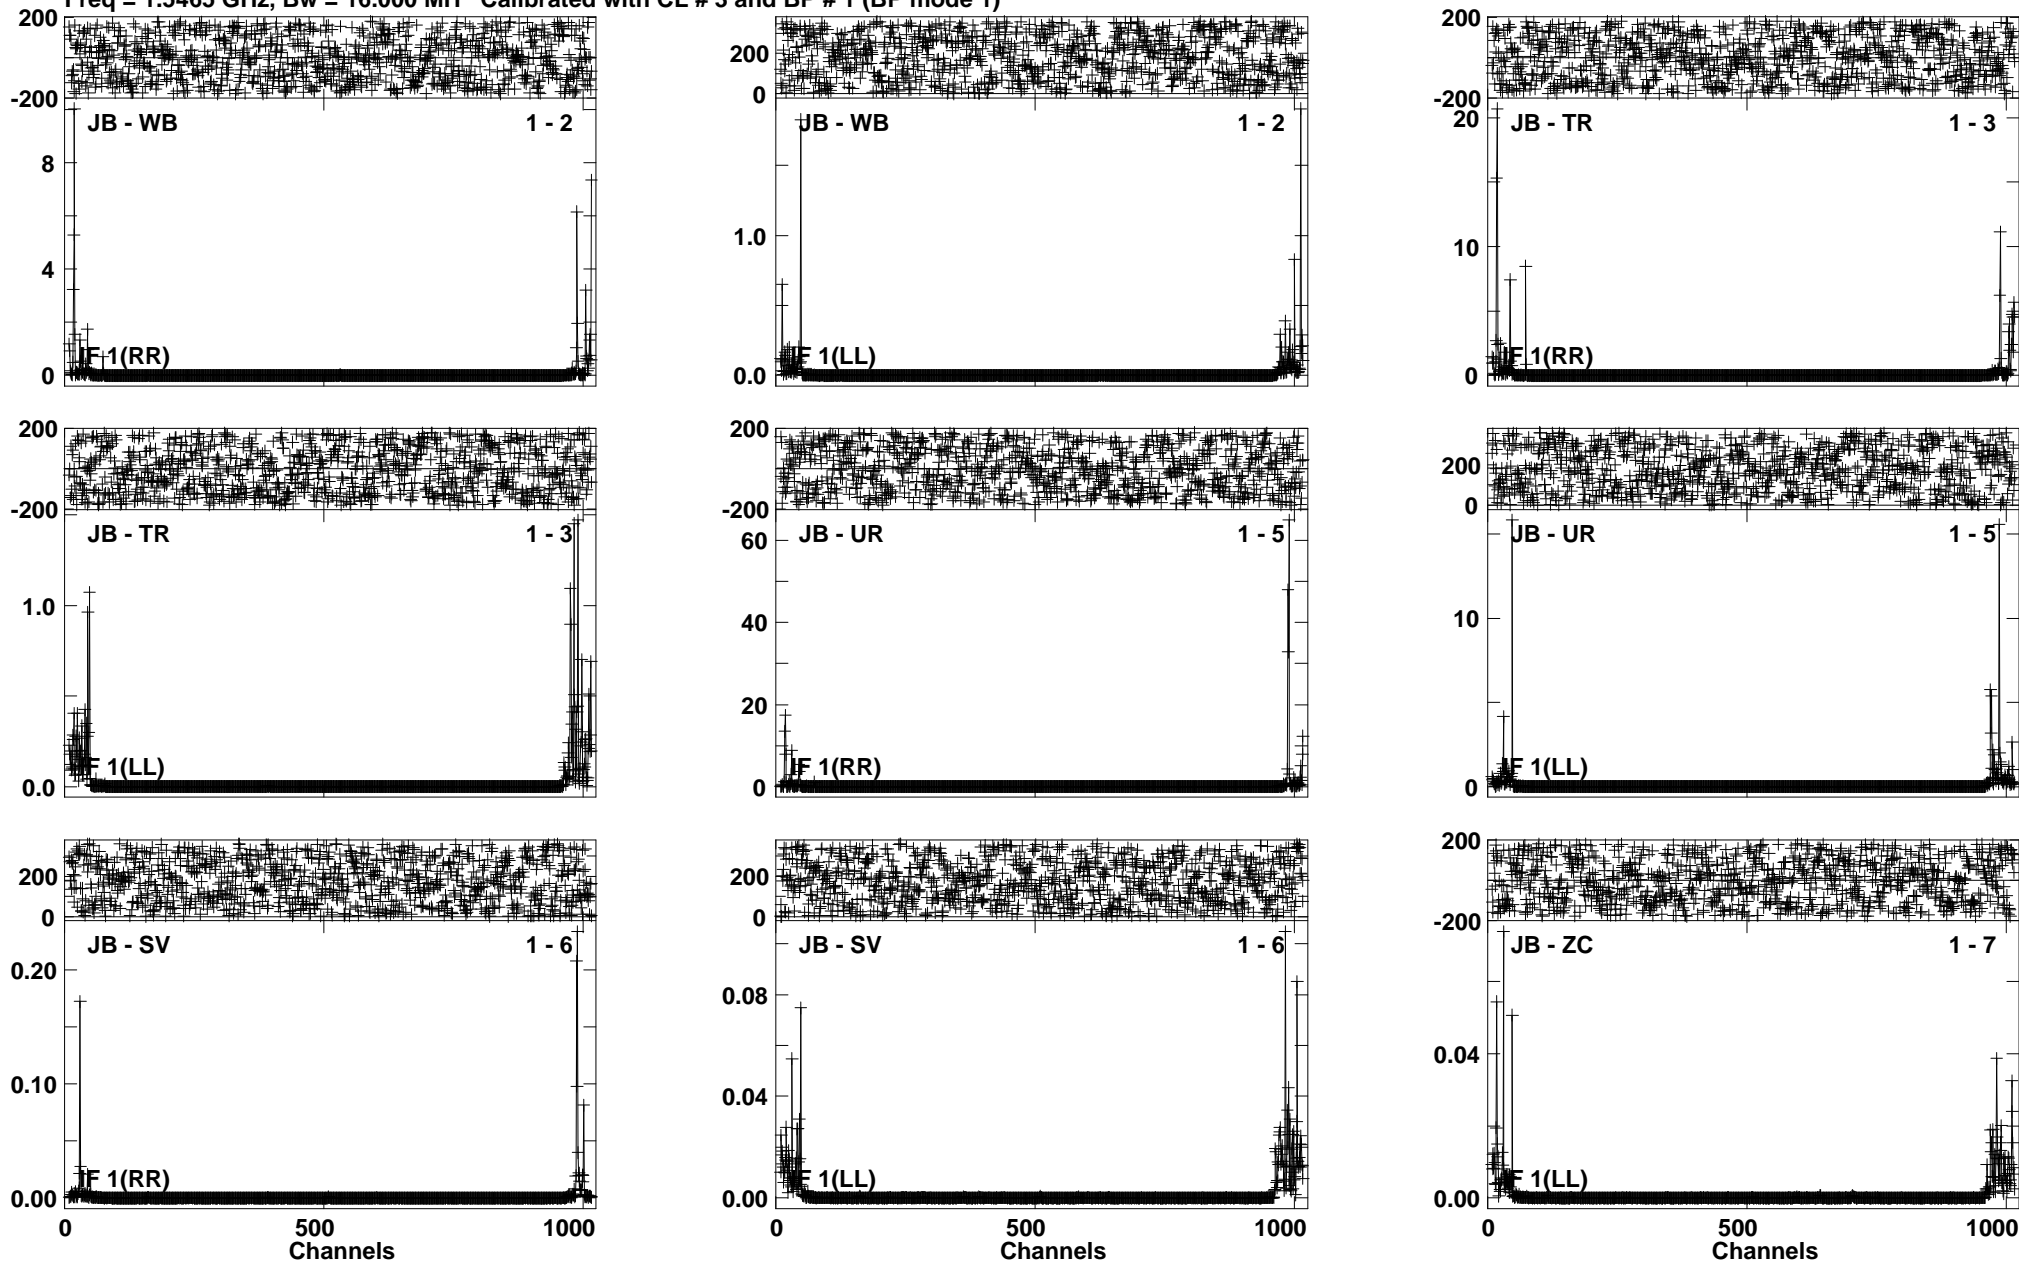 Freq = 1.5465 GHz, Bw = 16.000 MH Calibrated with CL # 3 and BP # 1 (BP mode 1)
200
-200
JB - WB
1 - 2
8
4
0
IF 1(RR)
200
0
JB - WB
1 - 2
1.0
0.0
IF 1(LL)
200
-200
20
JB - TR
1 - 3
10
0
IF 1(RR)
200
-200
JB - TR
1 - 3
1.0
0.0
IF 1(LL)
200
-200
JB - UR
1 - 5
60
40
20
0
IF 1(RR)
200
0
JB - UR
1 - 5
10
0
IF 1(LL)
200
0
JB - SV
1 - 6
0.20
0.10
0.00
IF 1(RR)
0
500
1000
Channels
200
0
JB - SV
1 - 6
0.08
0.04
0.00
IF 1(LL)
0
500
1000
200
-200
JB - ZC
1 - 7
0.04
0.00
IF 1(LL)
0
500
1000
Channels